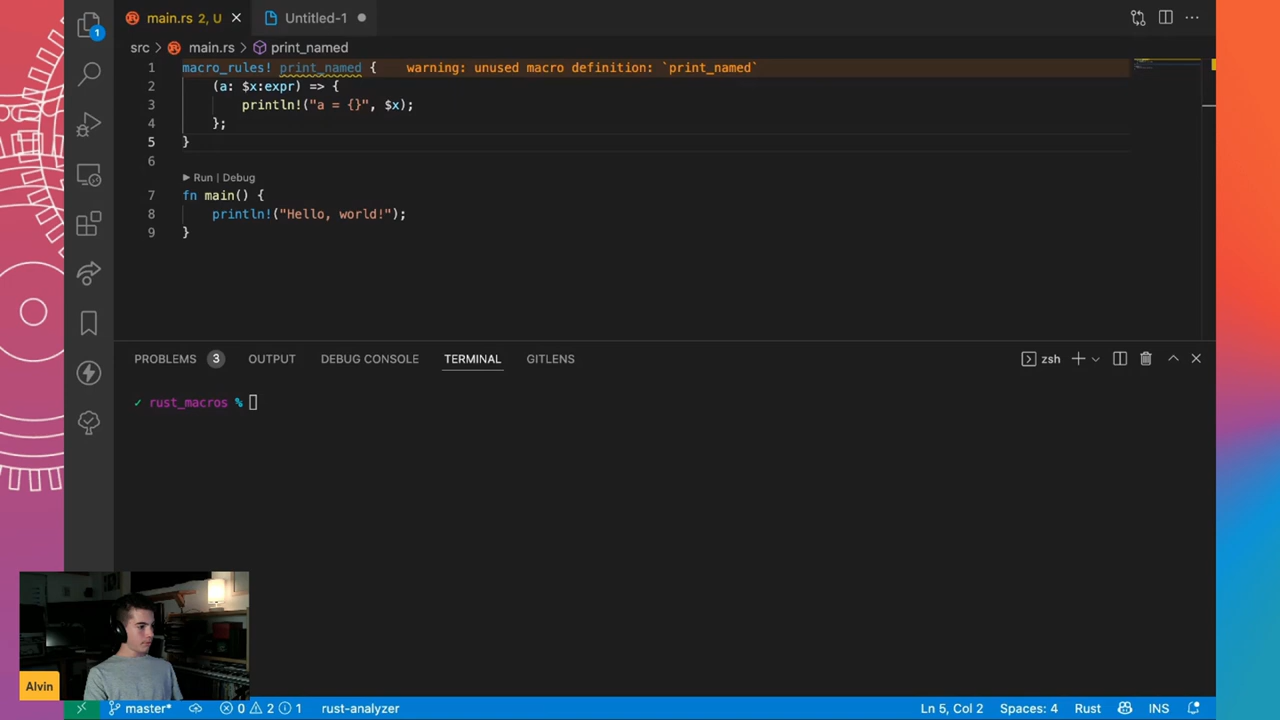 main.rs 2, U
Untitled-1
1
src > main.rs > print_named
1 macro_rules! print_named { warning: unused macro definition: `print_named`
2 (a: $x:expr) => {
3 println!("a = {}", $x);
4 };
5 }
6
Run | Debug
7 fn main() {
8 println!("Hello, world!");
9 }
PROBLEMS 3 OUTPUT DEBUG CONSOLE TERMINAL GITLENS
zsh
✓ rust_macros %
Alvin
master* 0 2 1 rust-analyzer Ln 5, Col 2 Spaces: 4 Rust INS